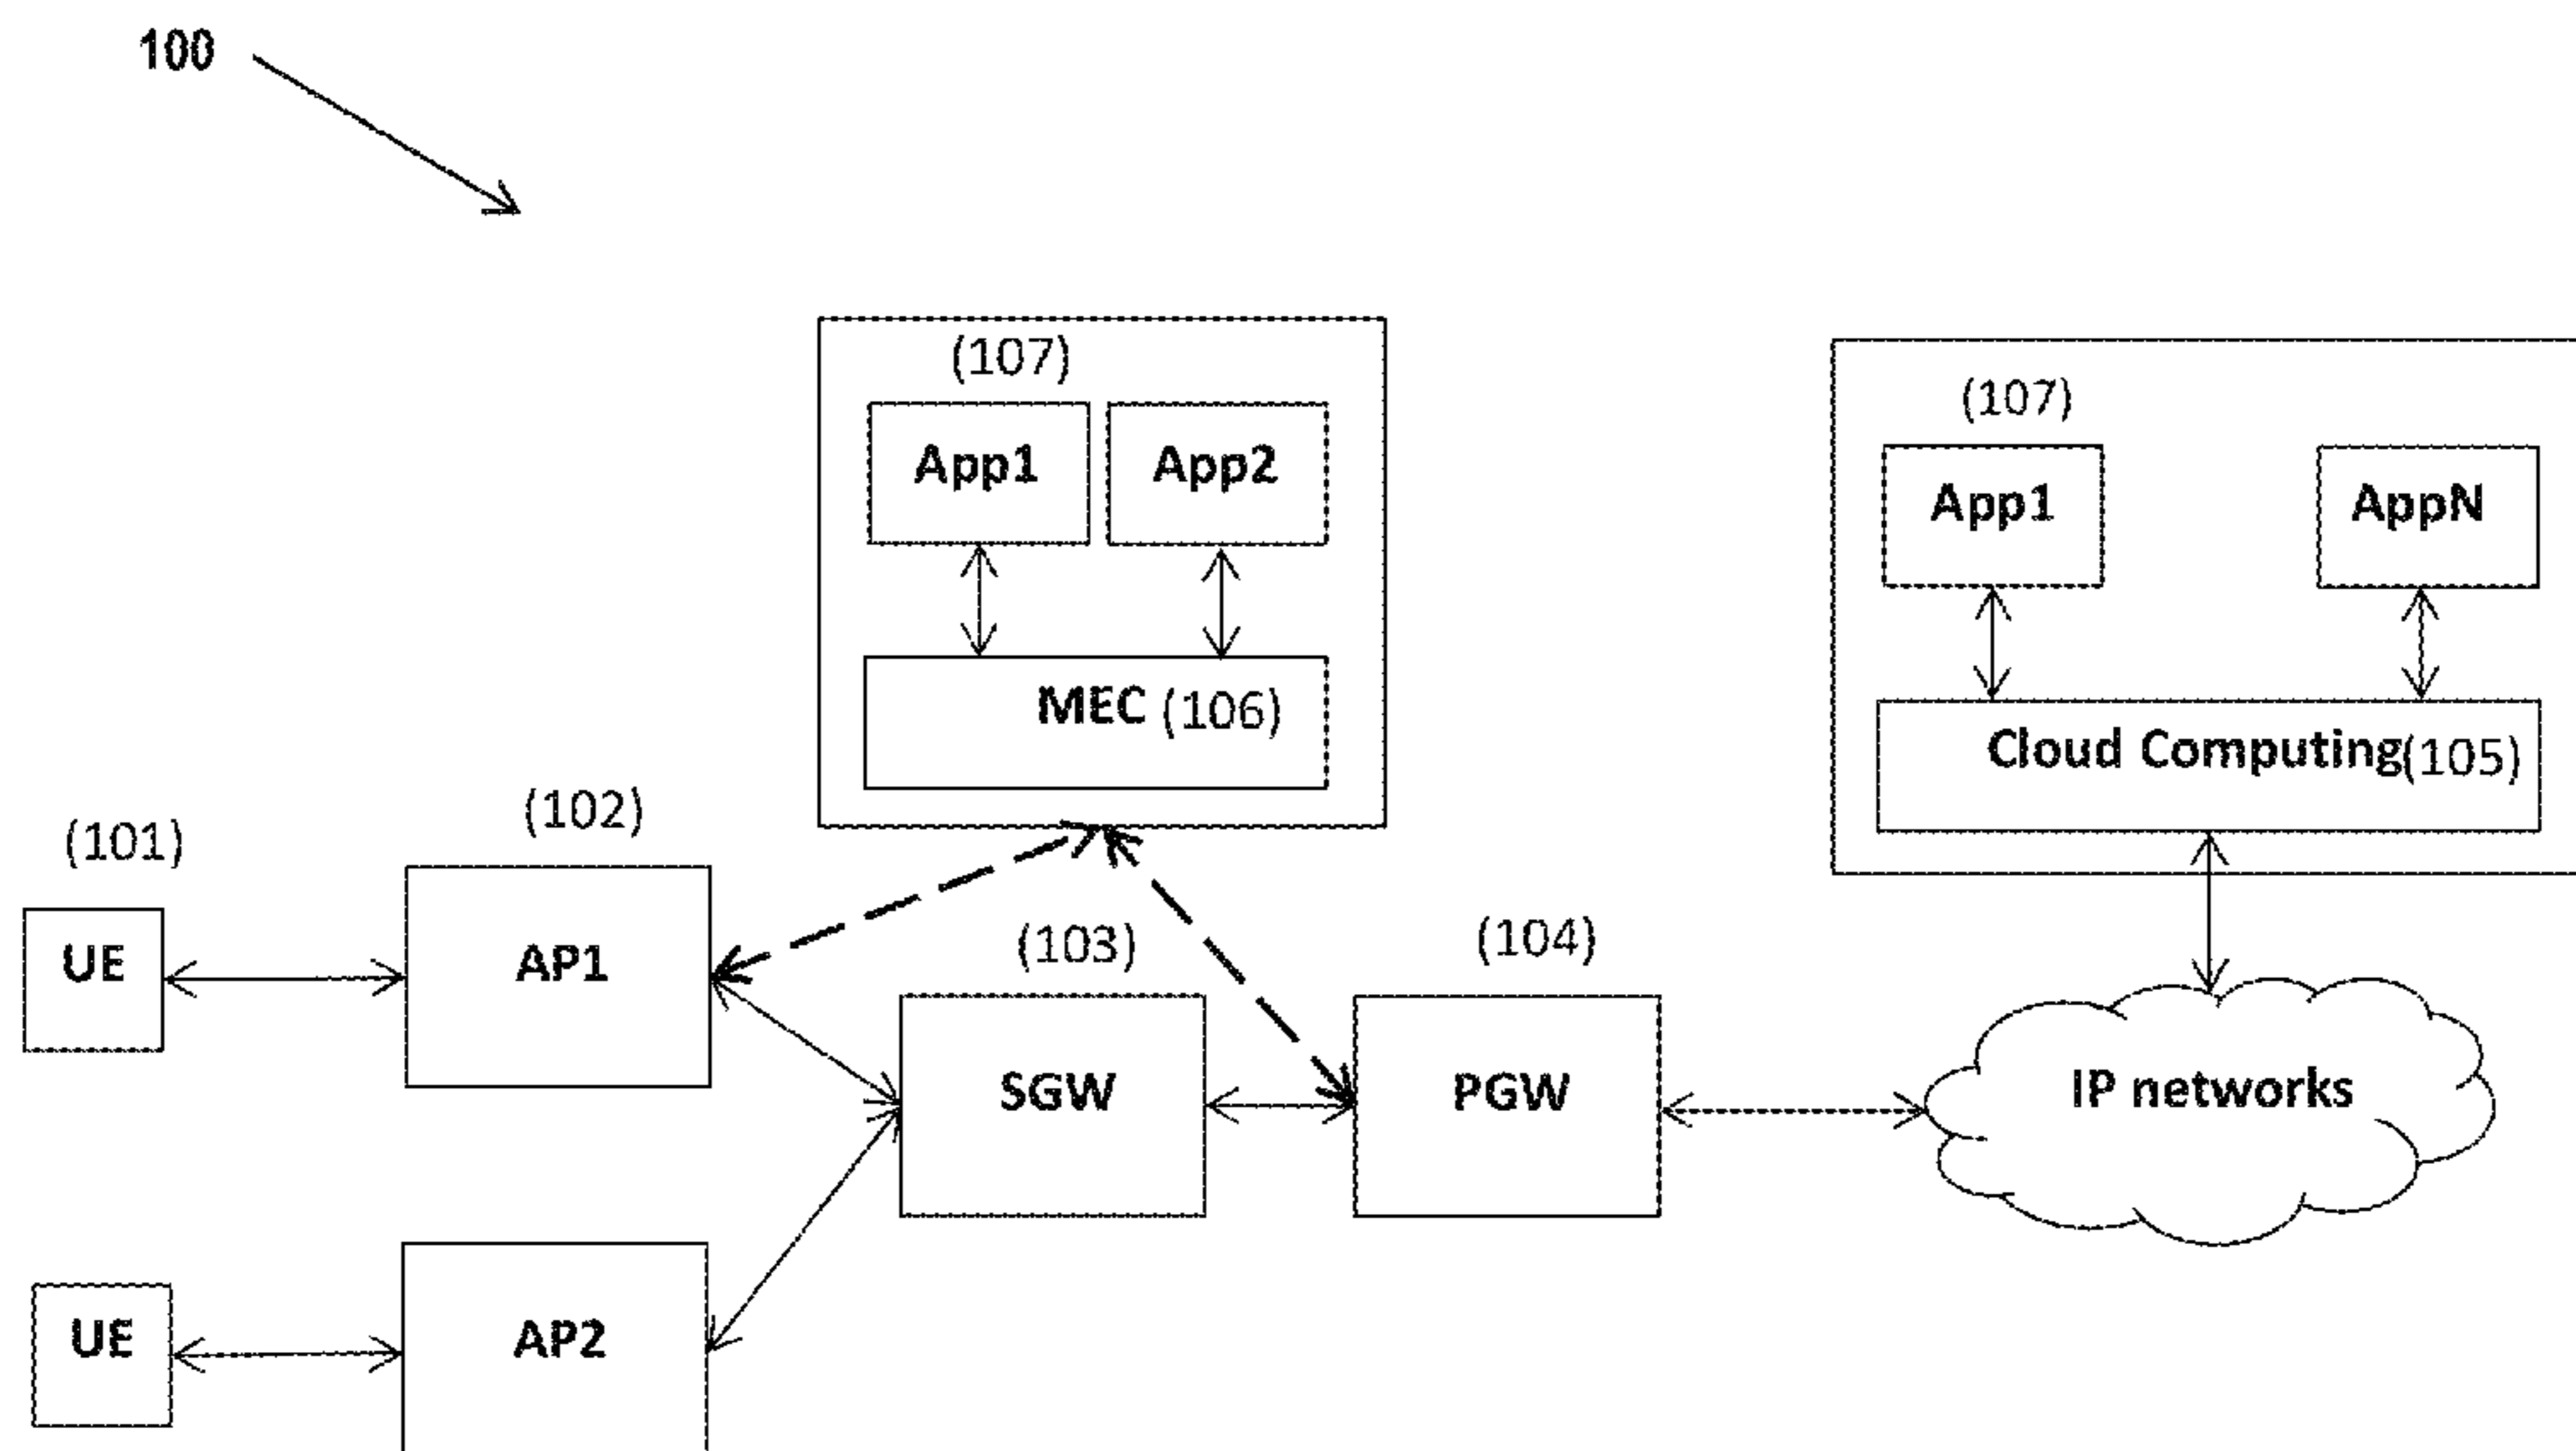 100
(107)
App1 App2
MEC (106)
(107)
App1 AppN
Cloud Computing(105)
(101)
UE
(102)
AP1
(103)
SGW
(104)
PGW
IP networks
UE
AP2